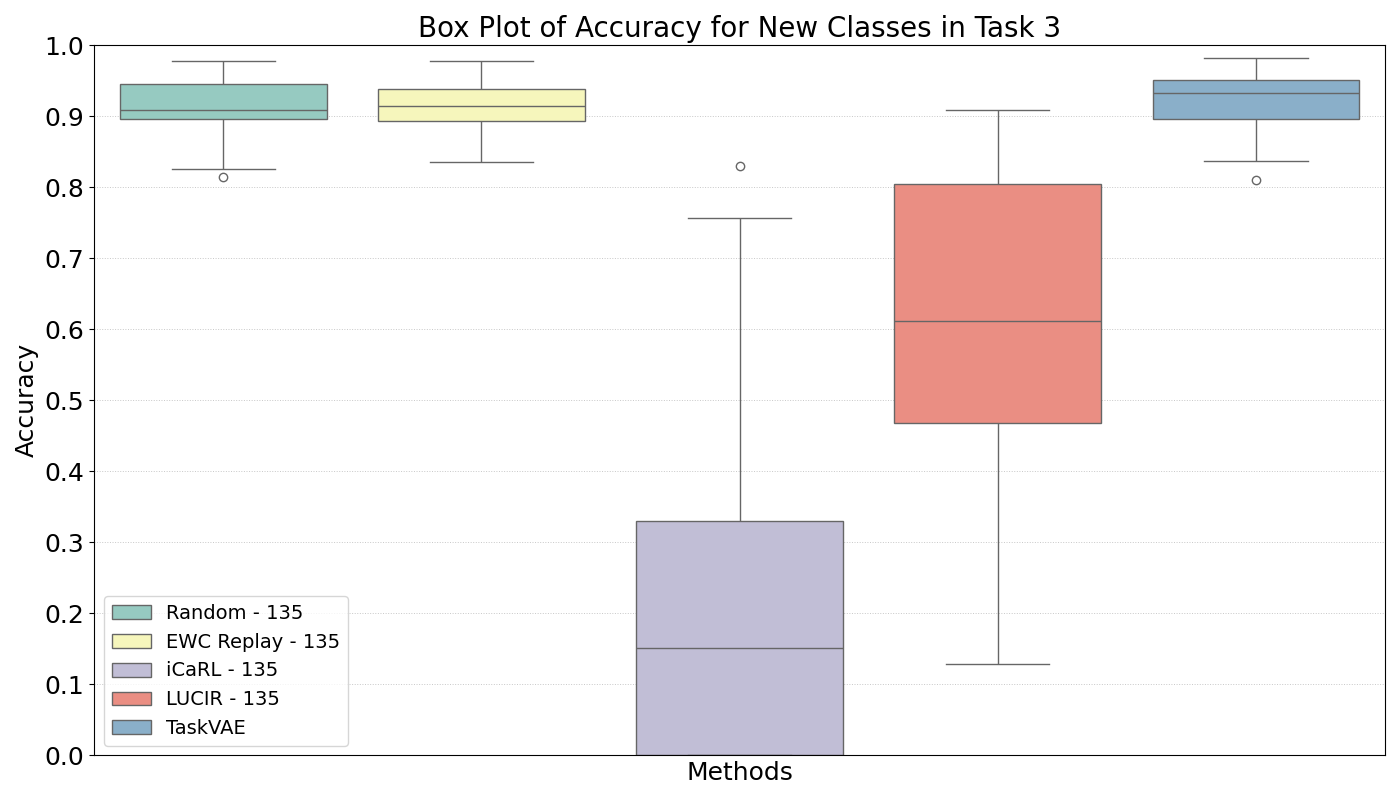 Box Plot of Accuracy for New Classes in Task 3
1.0
0.9
0.8
0.7
0.6
0.5
0.4
0.3
0.2
0.1
0.0
Accuracy
Methods
Random - 135
EWC Replay - 135
iCaRL - 135
LUCIR - 135
TaskVAE